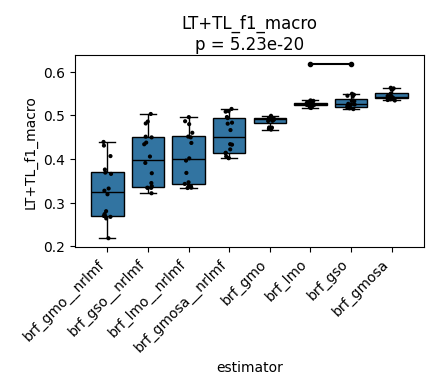 LT+TL_f1_macro
p = 5.23e-20
LT+TL_f1_macro
0.6
0.5
0.4
0.3
0.2
brf_gmo__nrlmf
brf_gso__nrlmf
brf_lmo__nrlmf
brf_gmosa__nrlmf
brf_gmo
brf_lmo
brf_gso
brf_gmosa
estimator